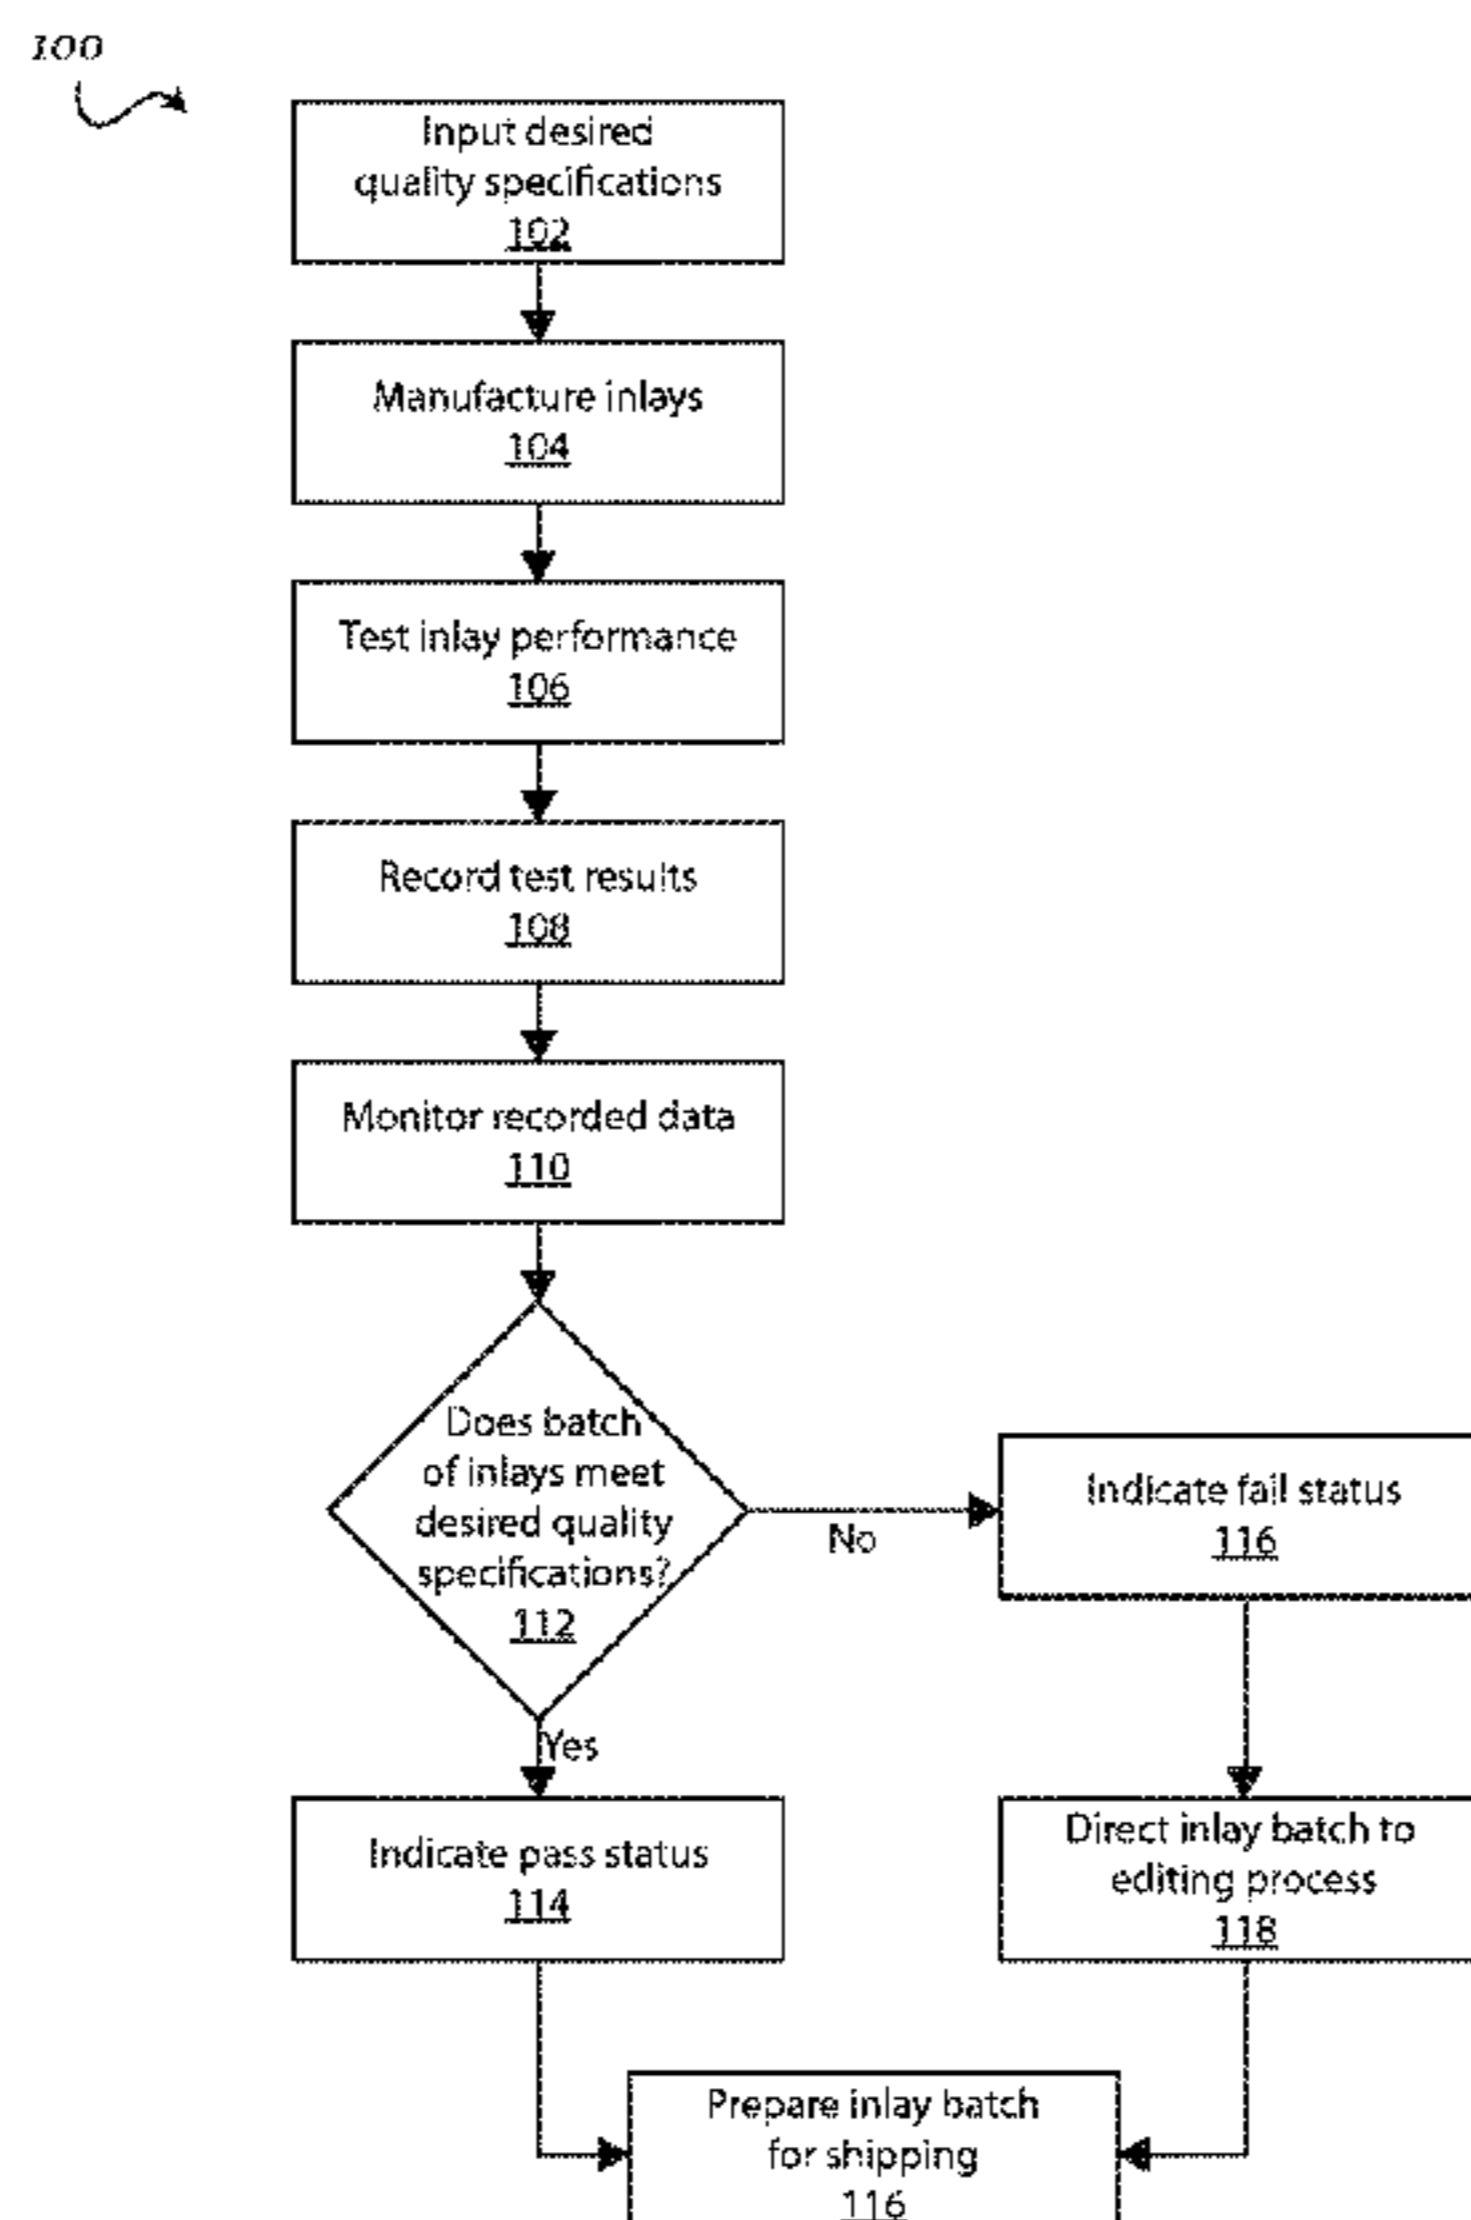 100
Input desired
quality specifications
102
Manufacture inlays
104
Test inlay performance
106
Record test results
108
Monitor recorded data
110
Does batch
of inlays meet
desired quality
specifications?
112
No
Indicate fail status
116
Yes
Indicate pass status
114
Direct inlay batch to
editing process
118
Prepare inlay batch
for shipping
116